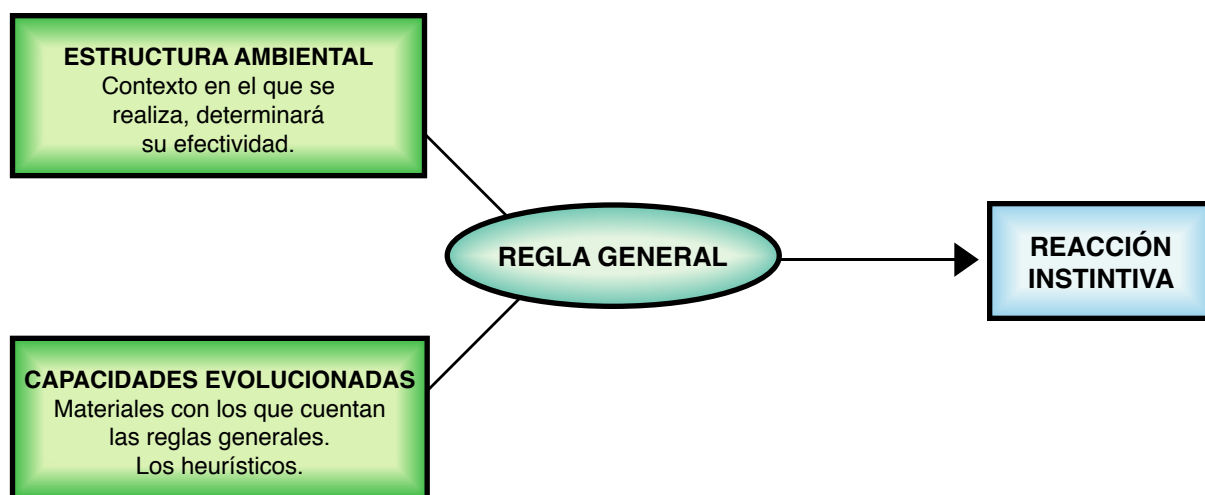 ESTRUCTURA AMBIENTAL
Contexto en el que se
realiza, determinará
su efectividad.
REGLA GENERAL
REACCIÓN
INSTINTIVA
CAPACIDADES EVOLUCIONADAS
Materiales con los que cuentan
las reglas generales.
Los heurísticos.